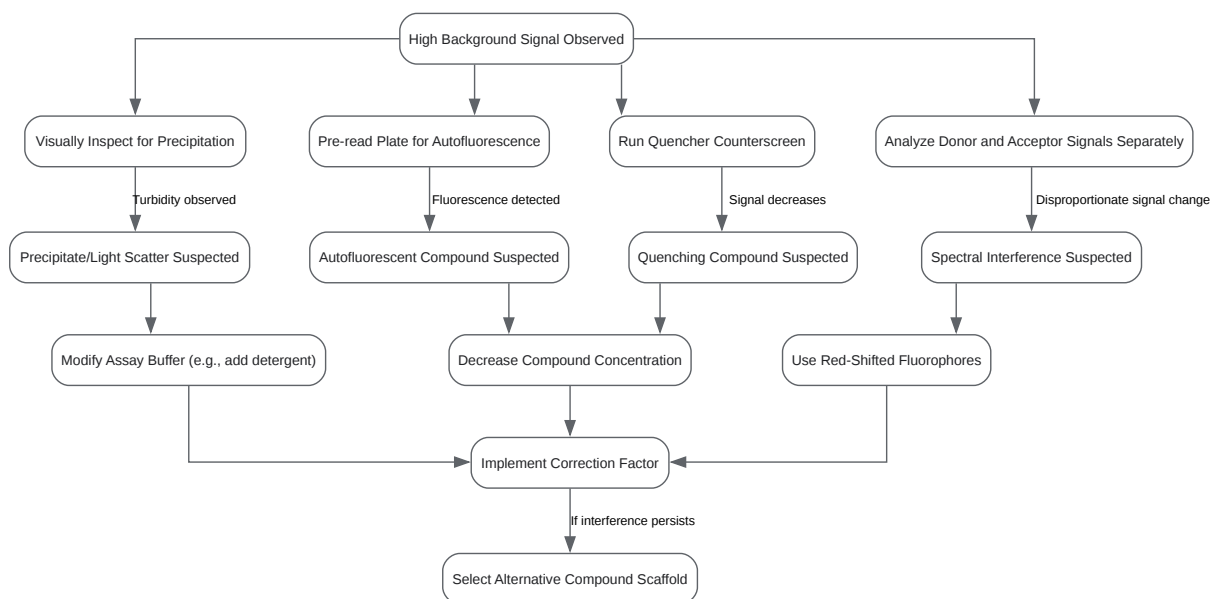 High Background Signal Observed
Visually Inspect for Precipitation
Pre-read Plate for Autofluorescence
Run Quencher Counterscreen
Analyze Donor and Acceptor Signals Separately
Turbidity observed
Fluorescence detected
Signal decreases
Disproportionate signal change
Precipitate/Light Scatter Suspected
Autofluorescent Compound Suspected
Quenching Compound Suspected
Spectral Interference Suspected
Modify Assay Buffer (e.g., add detergent)
Decrease Compound Concentration
Use Red-Shifted Fluorophores
Implement Correction Factor
If interference persists
Select Alternative Compound Scaffold